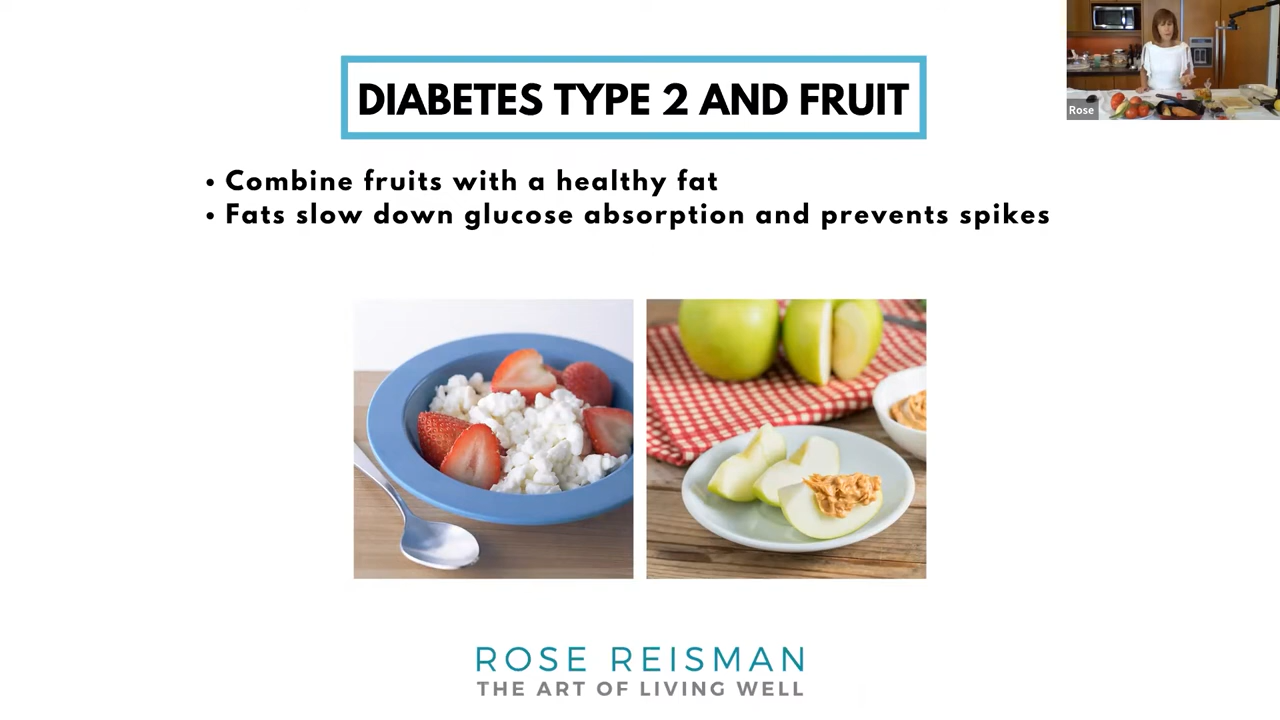 Rose
DIABETES TYPE 2 AND FRUIT
• Combine fruits with a healthy fat
• Fats slow down glucose absorption and prevents spikes
ROSE REISMAN
THE ART OF LIVING WELL